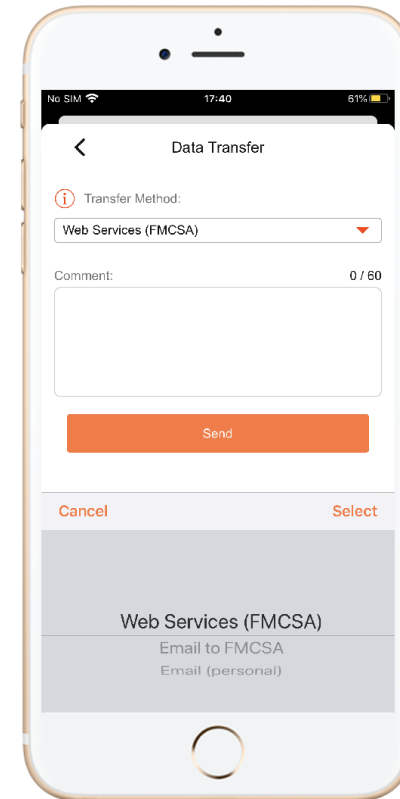 No SIM 17:40 61%
Data Transfer
Transfer Method:
Web Services (FMCSA)
Comment: 0 / 60
Send
Cancel Select
Web Services (FMCSA)
Email to FMCSA
Email (personal)